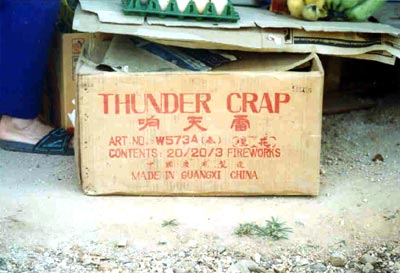 THUNDER CRAP
响天雷
ART.NO.: W573A
CONTENTS: 20/20/3 FIREWORKS
MADE IN GUANGXI CHINA